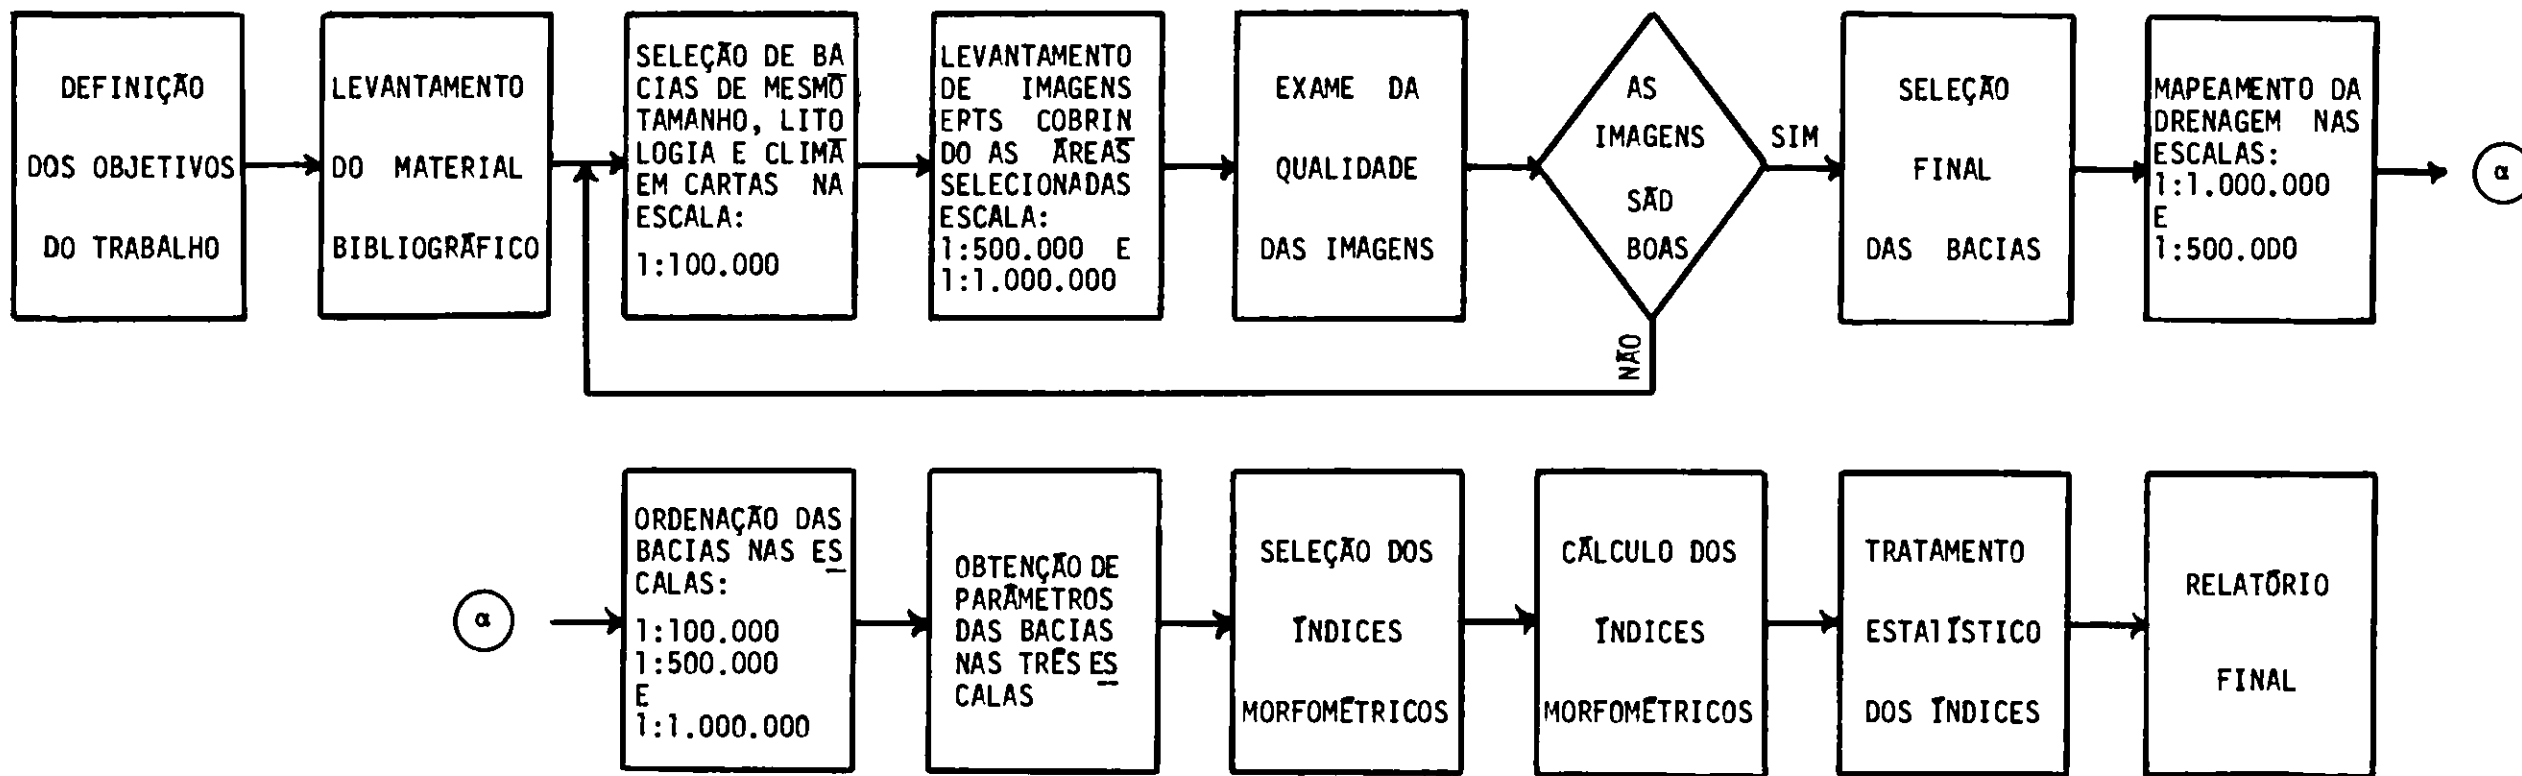 DEFINIÇÃO
DOS OBJETIVOS
DO TRABALHO
LEVANTAMENTO
DO MATERIAL
BIBLIOGRÁFICO
SELEÇÃO DE BA
CIAS DE MESMO
TAMANHO, LITO
LOGIA E CLIMA
EM CARTAS NA
ESCALA:
1:100.000
LEVANTAMENTO
DE IMAGENS
ERTS COBRIN
DO AS ÁREAS
SELECIONADAS
ESCALA:
1:500.000 E
1:1.000.000
EXAME DA
QUALIDADE
DAS IMAGENS
AS
IMAGENS
SÃO
BOAS
SIM
NÃO
SELEÇÃO
FINAL
DAS BACIAS
MAPEAMENTO DA
DRENAGEM NAS
ESCALAS:
1:1.000.000
E
1:500.000
α
α
ORDENAÇÃO DAS
BACIAS NAS ES
CALAS:
1:100.000
1:500.000
E
1:1.000.000
OBTENÇÃO DE
PARÂMETROS
DAS BACIAS
NAS TRÊS ES
CALAS
SELEÇÃO DOS
ÍNDICES
MORFOMÉTRICOS
CÁLCULO DOS
ÍNDICES
MORFOMÉTRICOS
TRATAMENTO
ESTATÍSTICO
DOS ÍNDICES
RELATÓRIO
FINAL